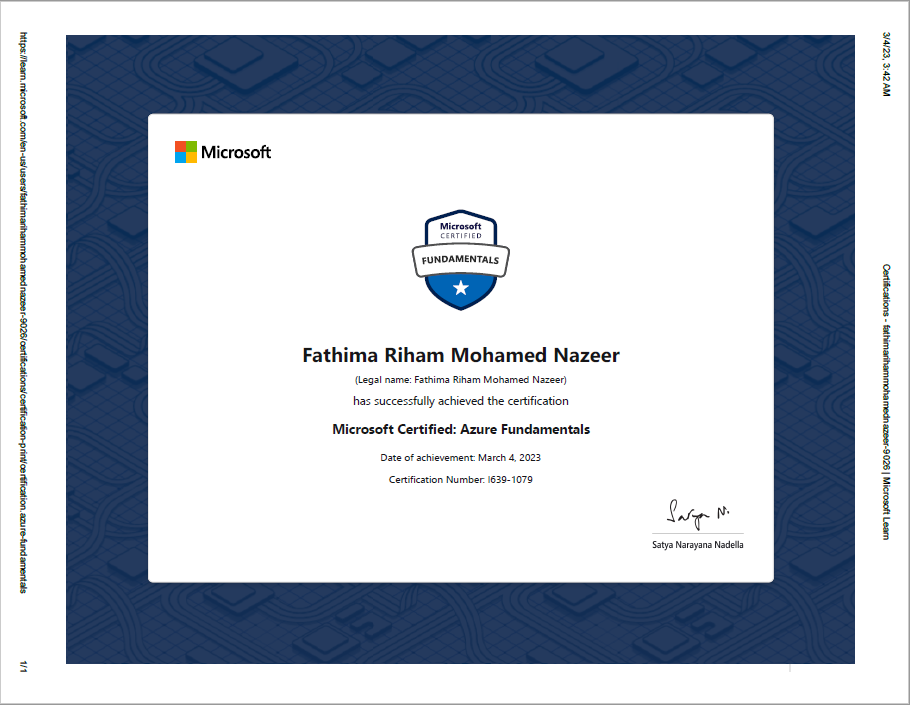 3/4/23, 3:42 AM
Certifications - fathimarihammohamednazeer-9026 | Microsoft Learn
Microsoft
Microsoft
CERTIFIED
FUNDAMENTALS
Fathima Riham Mohamed Nazeer
(Legal name: Fathima Riham Mohamed Nazeer)
has successfully achieved the certification
Microsoft Certified: Azure Fundamentals
Date of achievement: March 4, 2023
Certification Number: I639-1079
Satya N.
Satya Narayana Nadella
https://learn.microsoft.com/en-us/users/fathimarihammohamednazeer-9026/certifications/certification-print/certification.azure-fundamentals
1/1